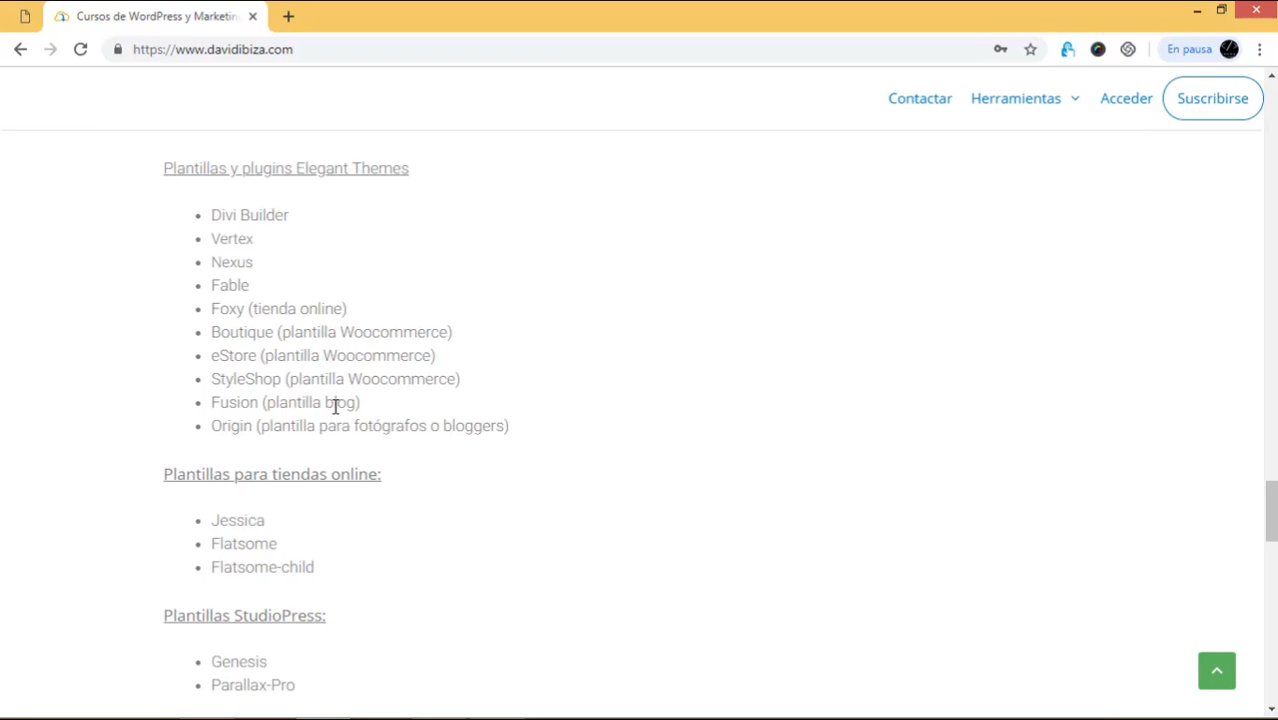 Cursos de WordPress y Marketin
https://www.davidibiza.com
En pausa
Contactar
Herramientas
Acceder
Suscribirse
Plantillas y plugins Elegant Themes
• Divi Builder
• Vertex
• Nexus
• Fable
• Foxy (tienda online)
• Boutique (plantilla Woocommerce)
• eStore (plantilla Woocommerce)
• StyleShop (plantilla Woocommerce)
• Fusion (plantilla blog)
• Origin (plantilla para fotógrafos o bloggers)
Plantillas para tiendas online:
• Jessica
• Flatsome
• Flatsome-child
Plantillas StudioPress:
• Genesis
• Parallax-Pro